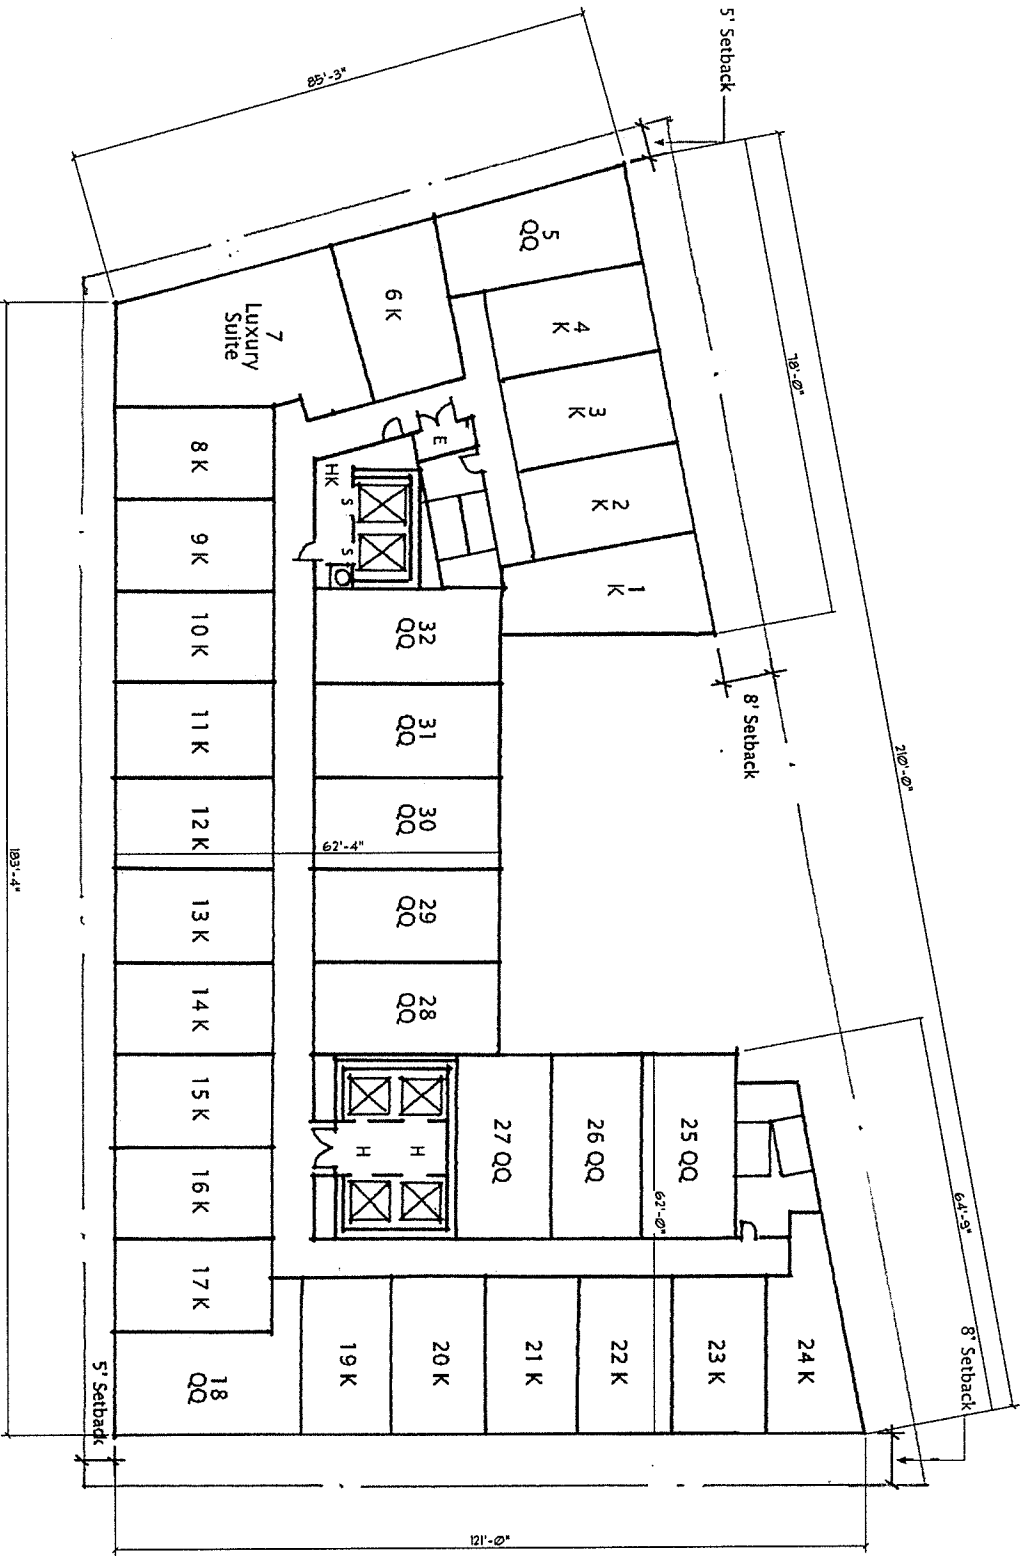 5' Setback
85'-3"
78'-0"
5
QQ
4
K
3
K
2
K
1
K
6 K
7
Luxury
Suite
E
HK
S
S
8 K
9 K
10 K
11 K
12 K
13 K
14 K
15 K
16 K
17 K
18
QQ
19 K
20 K
21 K
22 K
23 K
24 K
25 QQ
26 QQ
27 QQ
28
QQ
29
QQ
30
QQ
31
QQ
32
QQ
H
H
8' Setback
210'-0"
62'-4"
183'-4"
62'-0"
64'-9"
8' Setback
5' Setback
121'-0"